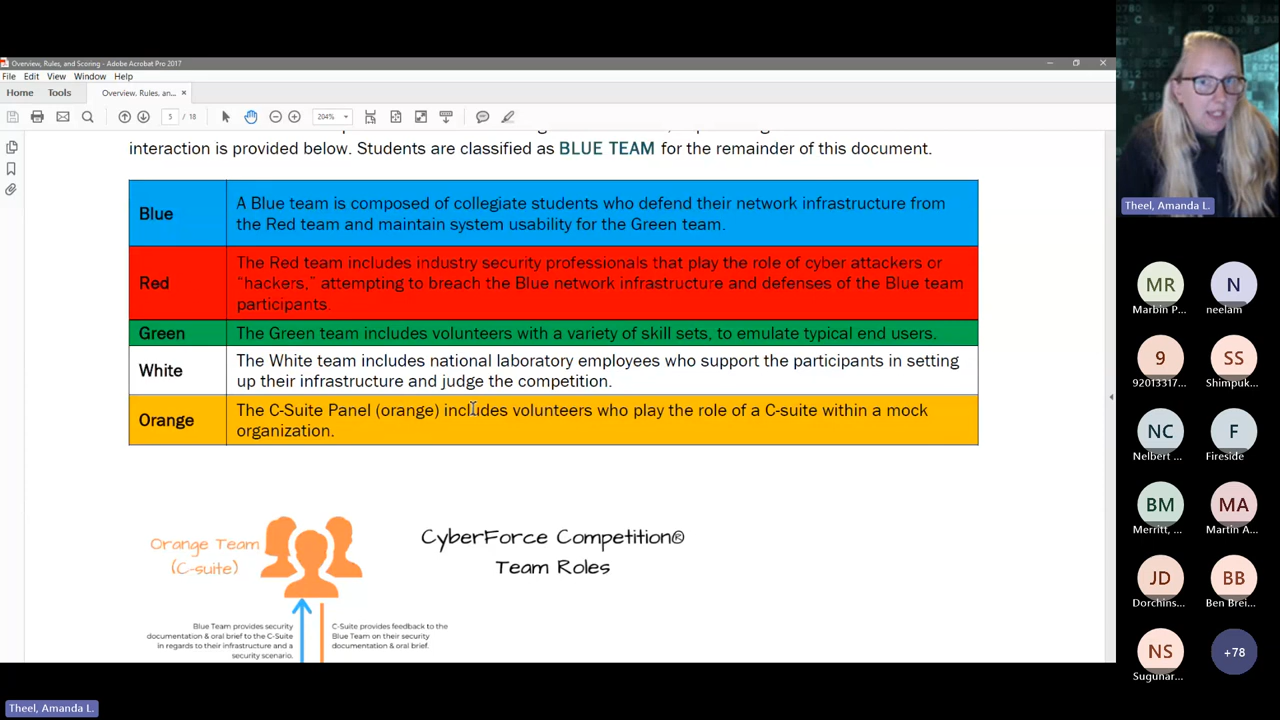 Overview, Rules, and Scoring - Adobe Acrobat Pro 2017
File Edit View Window Help
Home Tools Overview, Rules, an... ×
5 / 18 204%
interaction is provided below. Students are classified as BLUE TEAM for the remainder of this document.
Blue
A Blue team is composed of collegiate students who defend their network infrastructure from
the Red team and maintain system usability for the Green team.
Red
The Red team includes industry security professionals that play the role of cyber attackers or
“hackers,” attempting to breach the Blue network infrastructure and defenses of the Blue team
participants.
Green
The Green team includes volunteers with a variety of skill sets, to emulate typical end users.
White
The White team includes national laboratory employees who support the participants in setting
up their infrastructure and judge the competition.
Orange
The C-Suite Panel (orange) includes volunteers who play the role of a C-suite within a mock
organization.
Orange Team
(C-suite)
CyberForce Competition®
Team Roles
Blue Team provides security
documentation & oral brief to the C-Suite
in regards to their infrastructure and a
security scenario.
C-Suite provides feedback to the
Blue Team on their security
documentation & oral brief.
Theel, Amanda L.
MR
Marbin P...
N
neelam
9
92013317...
SS
Shimpuk...
NC
Nelbert ...
F
Fireside
BM
Merritt, ...
MA
Martin A...
JD
Dorchins...
BB
Ben Brei...
NS
Sugunar...
+78
Theel, Amanda L.